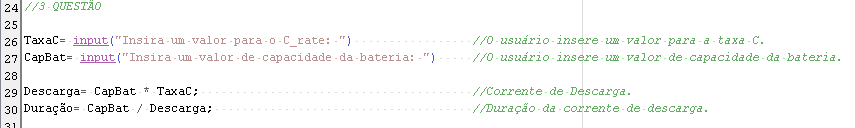 24 //3 QUESTÃO
25
26 TaxaC= input("Insira um valor para o C_rate: ") //O usuário insere um valor para a taxa C.
27 CapBat= input("Insira um valor de capacidade da bateria: ") //O usuário insere um valor de capacidade da bateria.
28
29 Descarga= CapBat * TaxaC; //Corrente de Descarga.
30 Duração= CapBat / Descarga; //Duração da corrente de descarga.
31